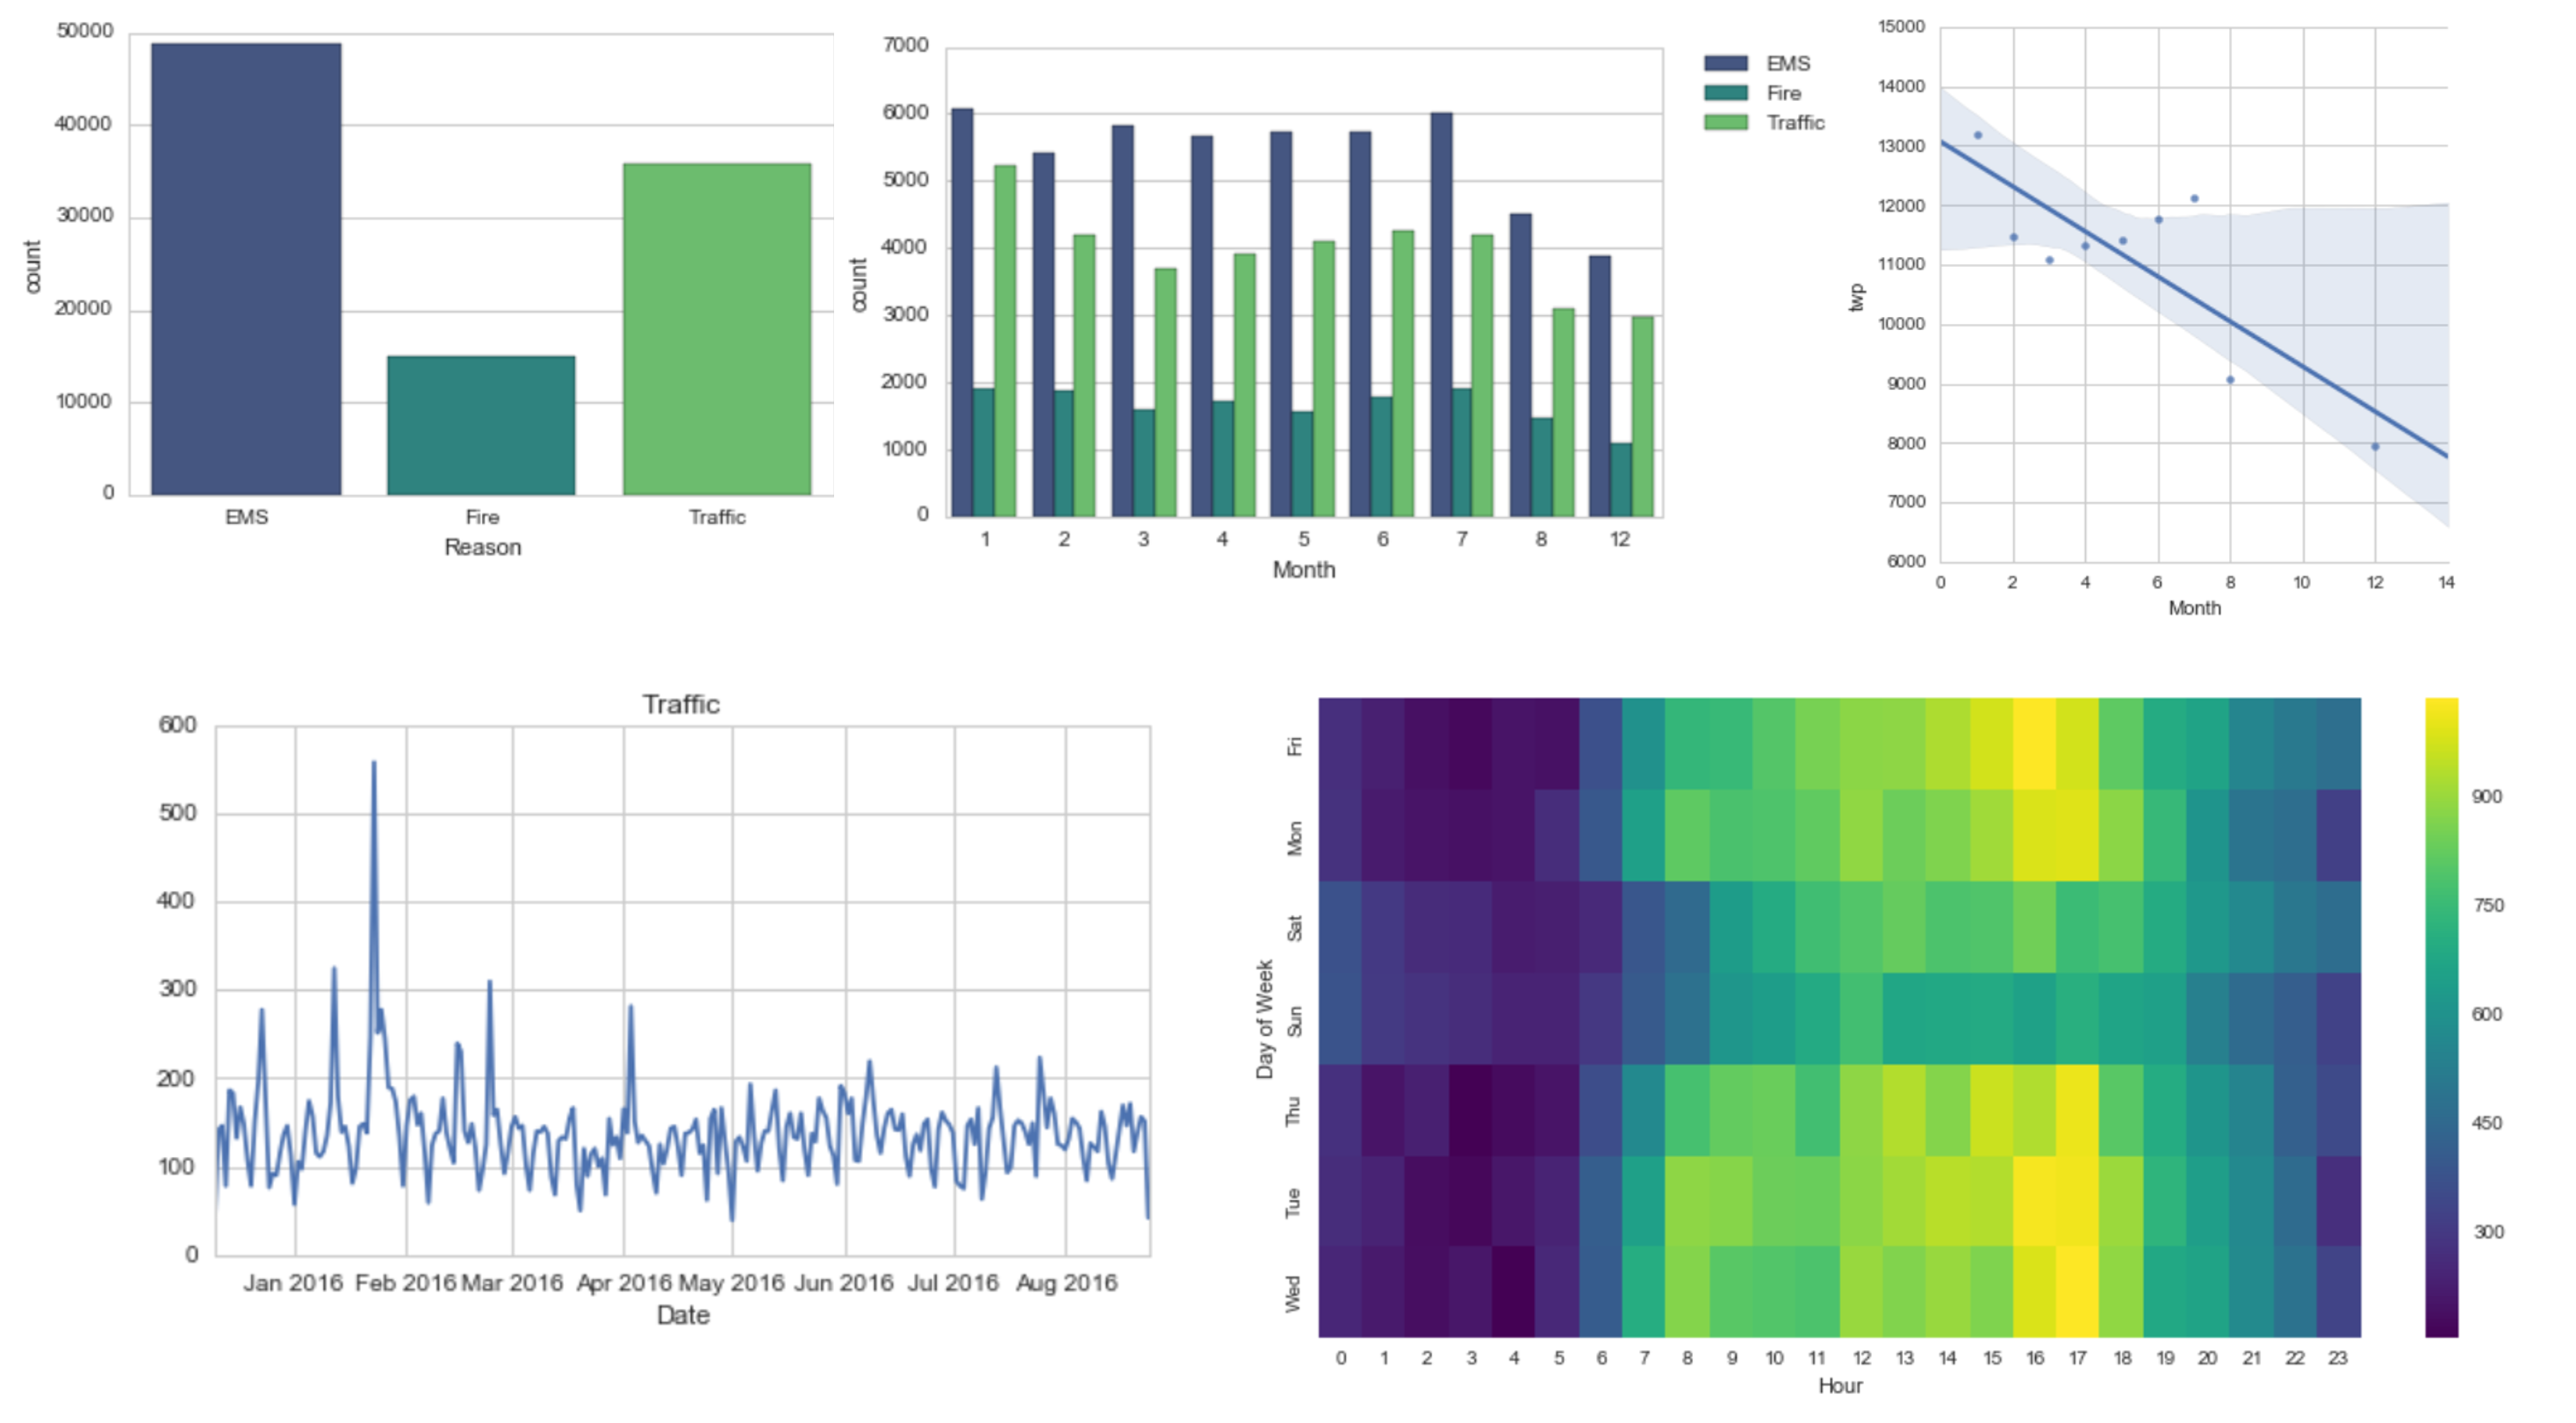 50000
40000
30000
20000
10000
0
count
EMS
Fire
Traffic
Reason
7000
6000
5000
4000
3000
2000
1000
0
count
1 2 3 4 5 6 7 8 12
Month
EMS
Fire
Traffic
15000
14000
13000
12000
11000
10000
9000
8000
7000
6000
twp
0 2 4 6 8 10 12 14
Month
Traffic
600
500
400
300
200
100
0
Jan 2016 Feb 2016 Mar 2016 Apr 2016 May 2016 Jun 2016 Jul 2016 Aug 2016
Date
Day of Week
Fri
Mon
Sat
Sun
Thu
Tue
Wed
0 1 2 3 4 5 6 7 8 9 10 11 12 13 14 15 16 17 18 19 20 21 22 23
Hour
900
750
600
450
300